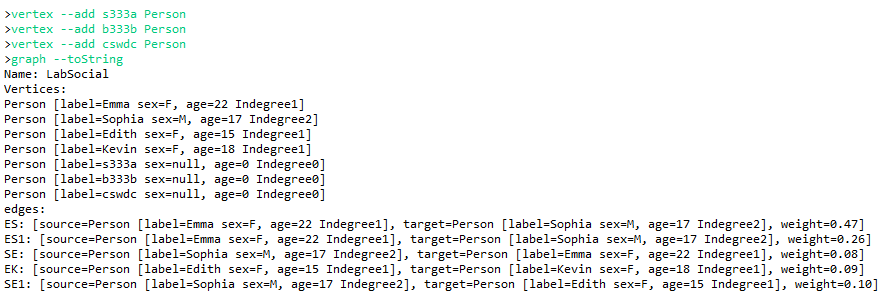 >vertex --add s333a Person
>vertex --add b333b Person
>vertex --add cswdc Person
>graph --toString
Name: LabSocial
Vertices:
Person [label=Emma sex=F, age=22 Indegree1]
Person [label=Sophia sex=M, age=17 Indegree2]
Person [label=Edith sex=F, age=15 Indegree1]
Person [label=Kevin sex=F, age=18 Indegree1]
Person [label=s333a sex=null, age=0 Indegree0]
Person [label=b333b sex=null, age=0 Indegree0]
Person [label=cswdc sex=null, age=0 Indegree0]
edges:
ES: [source=Person [label=Emma sex=F, age=22 Indegree1], target=Person [label=Sophia sex=M, age=17 Indegree2], weight=0.47]
ES1: [source=Person [label=Emma sex=F, age=22 Indegree1], target=Person [label=Sophia sex=M, age=17 Indegree2], weight=0.26]
SE: [source=Person [label=Sophia sex=M, age=17 Indegree2], target=Person [label=Emma sex=F, age=22 Indegree1], weight=0.08]
EK: [source=Person [label=Edith sex=F, age=15 Indegree1], target=Person [label=Kevin sex=F, age=18 Indegree1], weight=0.09]
SE1: [source=Person [label=Sophia sex=M, age=17 Indegree2], target=Person [label=Edith sex=F, age=15 Indegree1], weight=0.10]